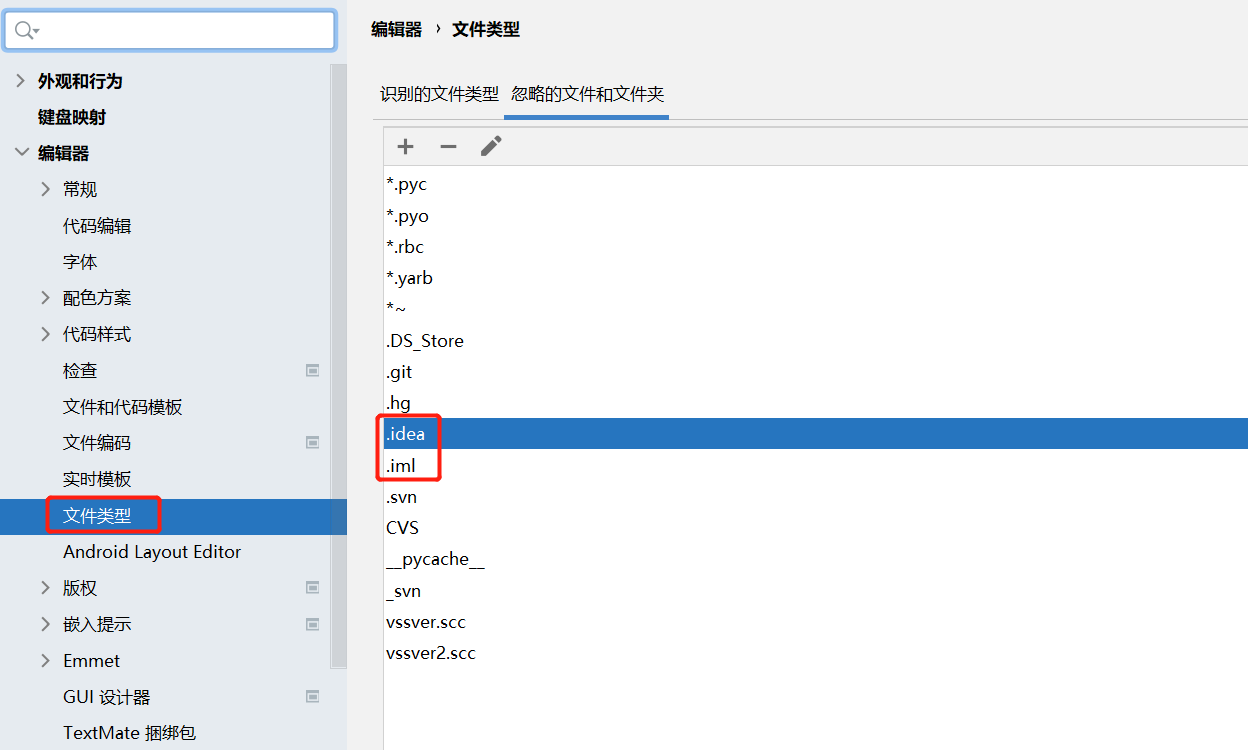 外观和行为
键盘映射
编辑器
常规
代码编辑
字体
配色方案
代码样式
检查
文件和代码模板
文件编码
实时模板
文件类型
Android Layout Editor
版权
嵌入提示
Emmet
GUI 设计器
TextMate 捆绑包
编辑器 › 文件类型
识别的文件类型 忽略的文件和文件夹
*.pyc
*.pyo
*.rbc
*.yarb
*~
.DS_Store
.git
.hg
.idea
.iml
.svn
CVS
__pycache__
_svn
vssver.scc
vssver2.scc